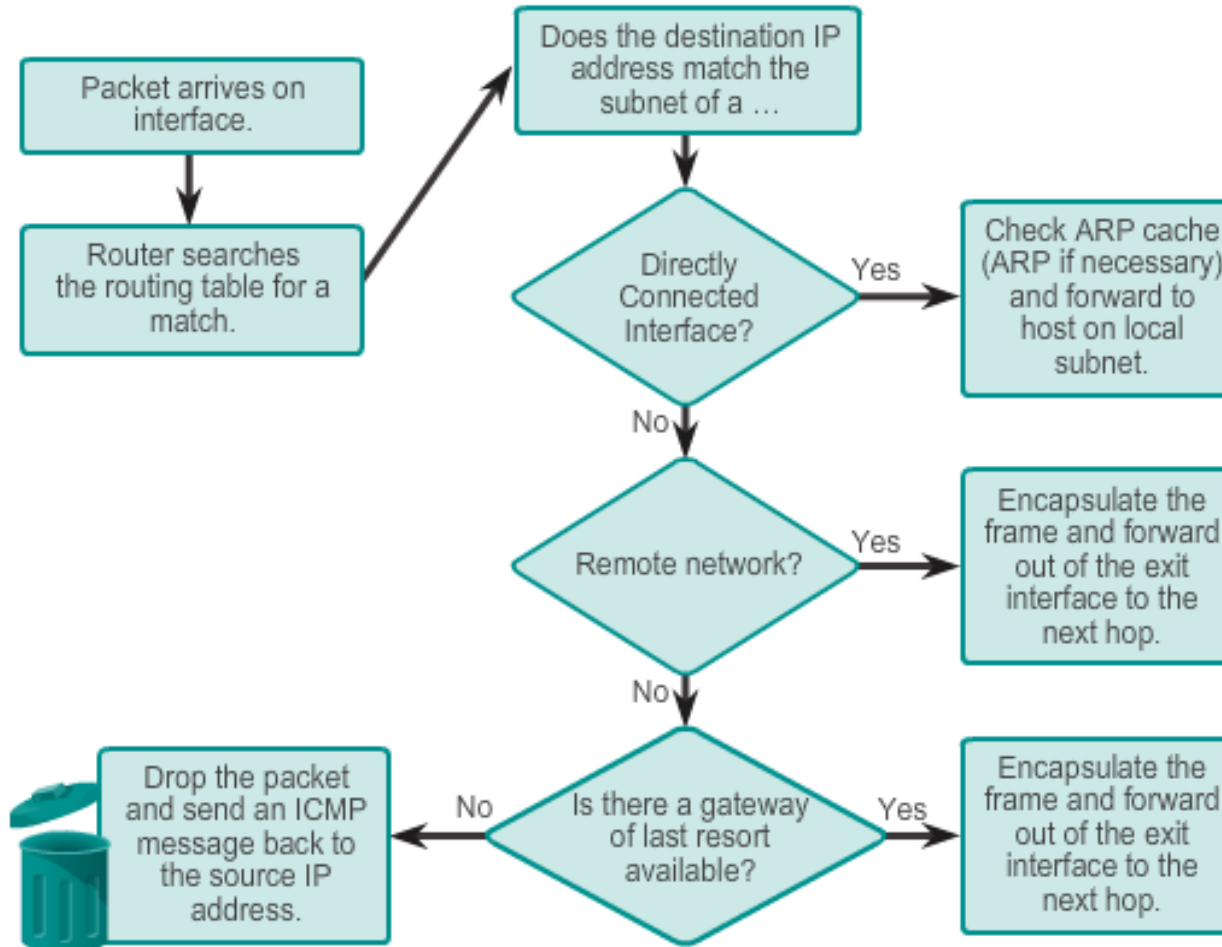 Packet arrives on
interface.
Router searches
the routing table for a
match.
Does the destination IP
address match the
subnet of a …
Directly
Connected
Interface?
Yes
Check ARP cache
(ARP if necessary)
and forward to
host on local
subnet.
No
Remote network?
Yes
Encapsulate the
frame and forward
out of the exit
interface to the
next hop.
No
Is there a gateway
of last resort
available?
Yes
Encapsulate the
frame and forward
out of the exit
interface to the
next hop.
No
Drop the packet
and send an ICMP
message back to
the source IP
address.